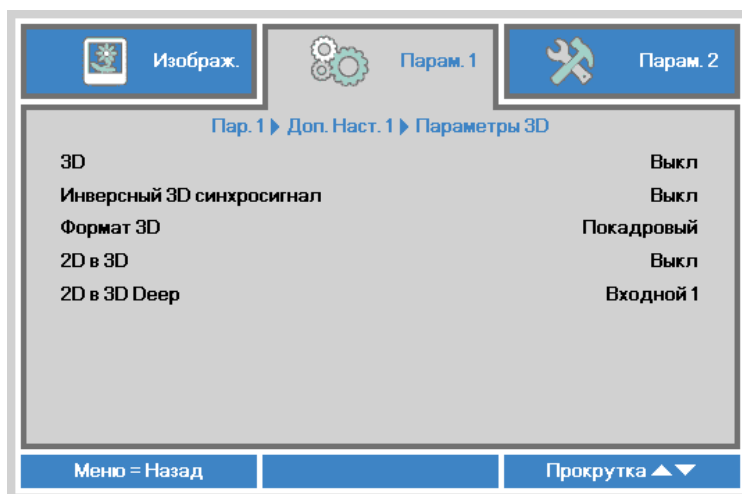 Изображ. Парам. 1 Парам. 2
Пар. 1 Доп. Наст. 1 Параметры 3D
3D Выкл
Инверсный 3D синхросигнал Выкл
Формат 3D Покадровый
2D в 3D Выкл
2D в 3D Deep Входной 1
Меню = Назад Прокрутка